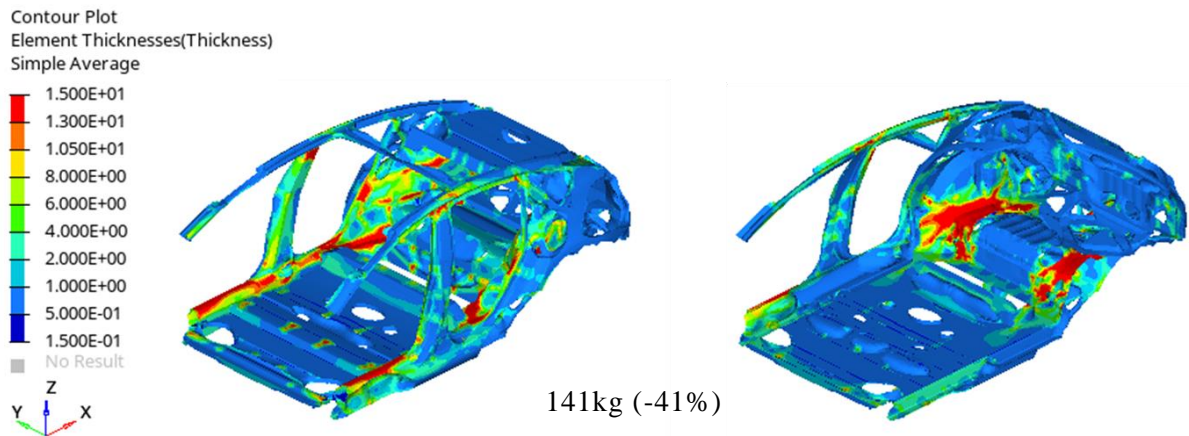 Contour Plot
Element Thicknesses(Thickness)
Simple Average
1.500E+01
1.300E+01
1.050E+01
8.000E+00
6.000E+00
4.000E+00
2.000E+00
1.000E+00
5.000E-01
1.500E-01
No Result
Z
Y X
141kg (-41%)